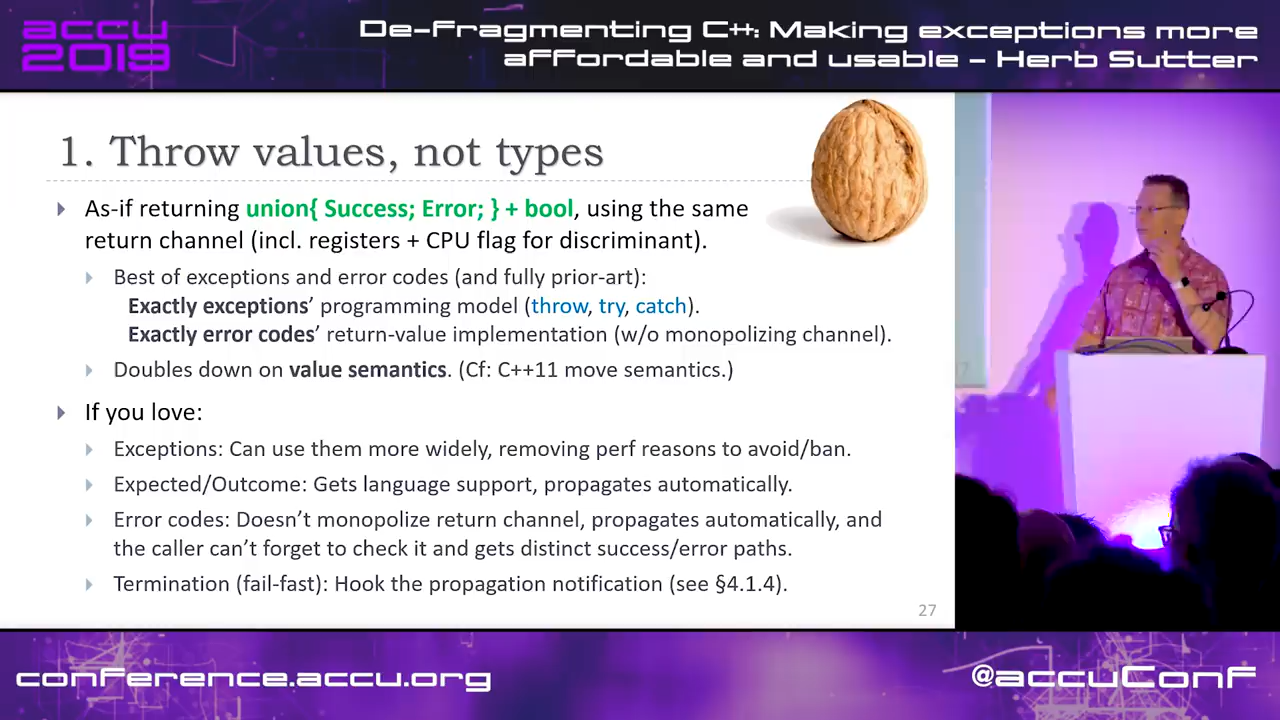 accu
2019
De-Fragmenting C++: Making exceptions more
affordable and usable - Herb Sutter
1. Throw values, not types
As-if returning union{ Success; Error; } + bool, using the same
return channel (incl. registers + CPU flag for discriminant).
Best of exceptions and error codes (and fully prior-art):
Exactly exceptions’ programming model (throw, try, catch).
Exactly error codes’ return-value implementation (w/o monopolizing channel).
Doubles down on value semantics. (Cf: C++11 move semantics.)
If you love:
Exceptions: Can use them more widely, removing perf reasons to avoid/ban.
Expected/Outcome: Gets language support, propagates automatically.
Error codes: Doesn’t monopolize return channel, propagates automatically, and
the caller can’t forget to check it and gets distinct success/error paths.
Termination (fail-fast): Hook the propagation notification (see §4.1.4).
27
conference.accu.org
@accuConf